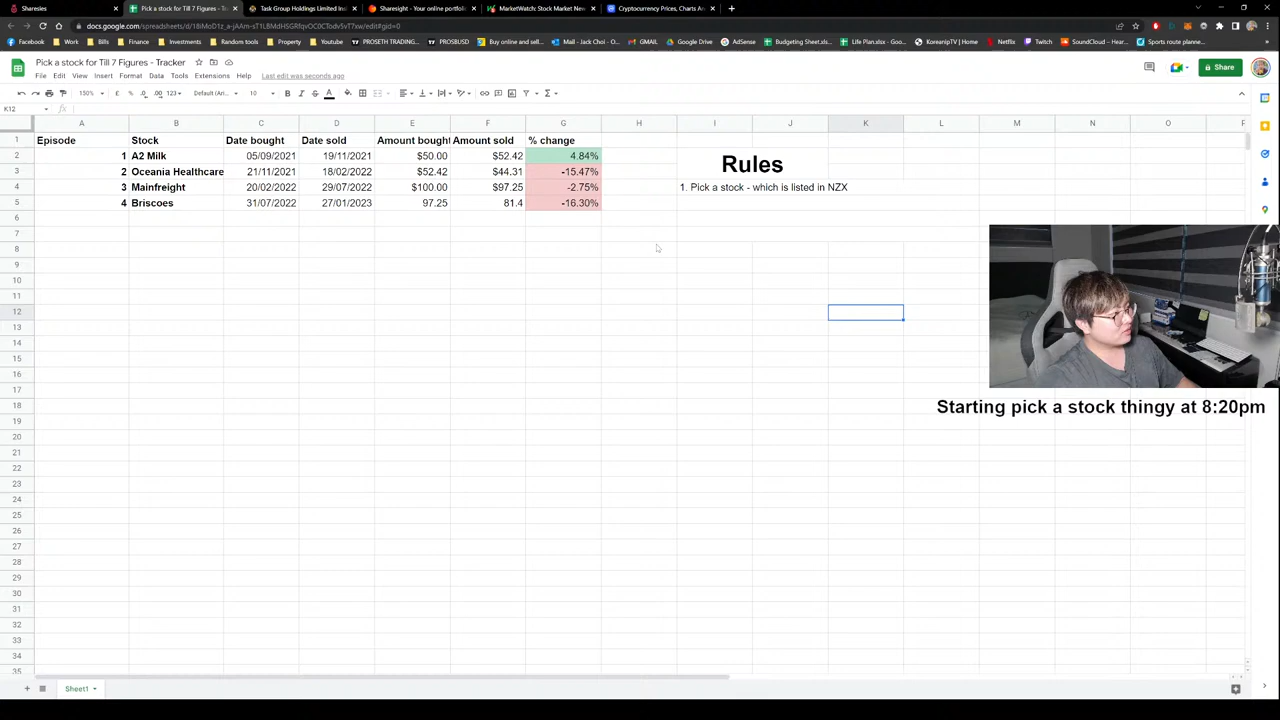 Sharesies
Pick a stock for Till 7 Figures - Tr
Task Group Holdings Limited Ind
Sharesight - Your online portfoli
MarketWatch: Stock Market New
Cryptocurrency Prices, Charts An
docs.google.com
Facebook
Work
Bills
Finance
Investments
Random tools
Property
Youtube
PROSETH TRADING...
PROSBUSD
Buy online and sell...
Mail - Jack Choi - O...
GMAIL
Google Drive
AdSense
Budgeting Sheet.xls...
Life Plan.xlsx - Goo...
KoreanipTV | Home
Netflix
Twitch
SoundCloud – Hear...
Sports route planne...
Pick a stock for Till 7 Figures - Tracker
File Edit View Insert Format Data Tools Extensions Help
Last edit was seconds ago
Share
150% £ % .0 .00 123 Default (Ari... 10 B I S A
K12 fx
A B C D E F G H I J K L M N O P
1 Episode Stock Date bought Date sold Amount bought Amount sold % change
2 1 A2 Milk 05/09/2021 19/11/2021 $50.00 $52.42 4.84%
Rules
3 2 Oceania Healthcare 21/11/2021 18/02/2022 $52.42 $44.31 -15.47%
4 3 Mainfreight 20/02/2022 29/07/2022 $100.00 $97.25 -2.75% 1. Pick a stock - which is listed in NZX
5 4 Briscoes 31/07/2022 27/01/2023 97.25 81.4 -16.30%
6
7
8
9
10
11
12
13
14
15
16
17
18
Starting pick a stock thingy at 8:20pm
19
20
21
22
23
24
25
26
27
28
29
30
31
32
33
34
35
Sheet1